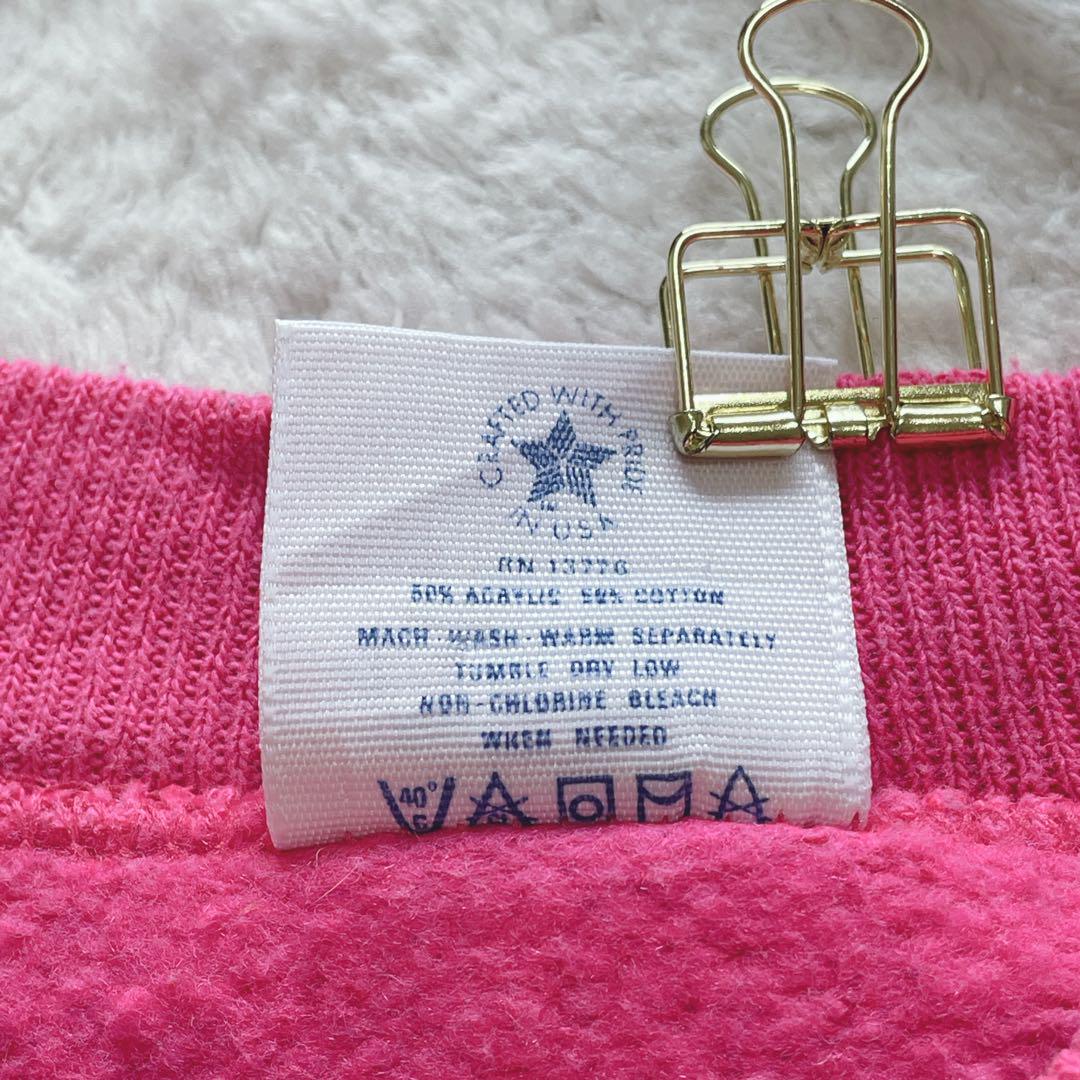 CRAFTED WITH PRIDE
IN USA
RN 13776
50% ACRYLIC 50% COTTON
MACH-WASH-WARM SEPARATELY
TUMBLE DRY LOW
NON-CHLORINE BLEACH
WHEN NEEDED
40°